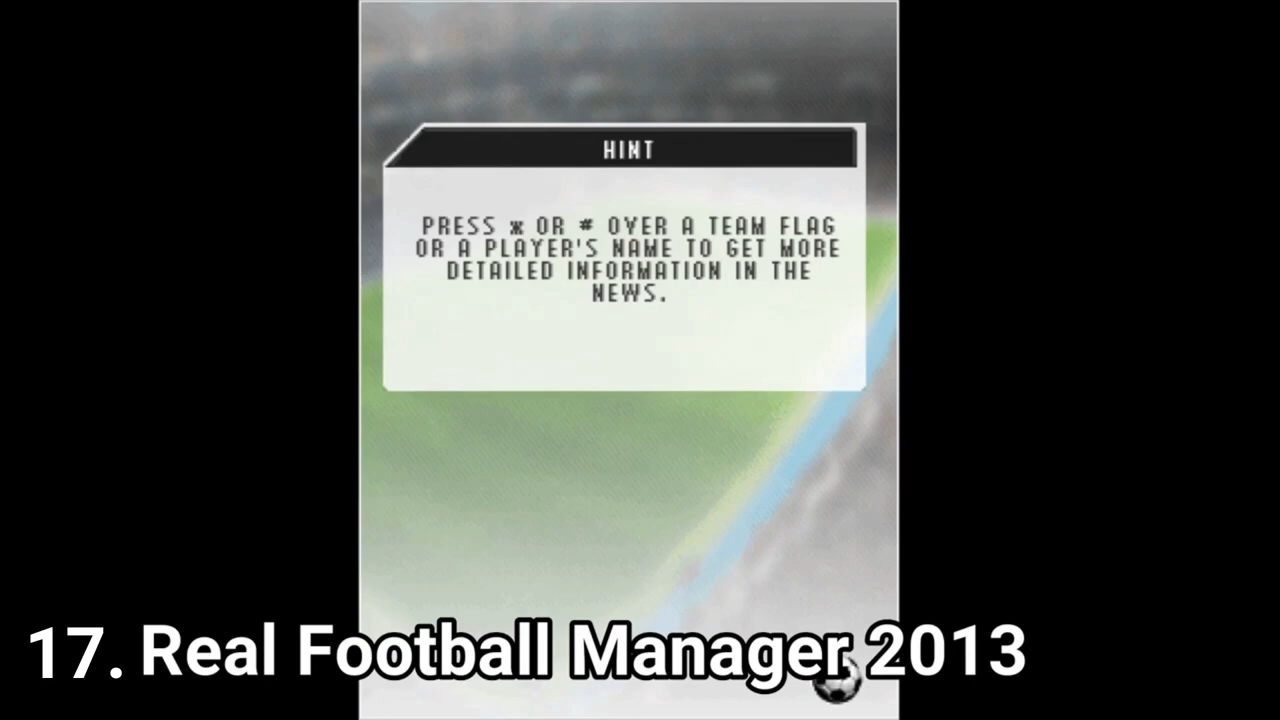 HINT
PRESS * OR # OVER A TEAM FLAG
OR A PLAYER'S NAME TO GET MORE
DETAILED INFORMATION IN THE
NEWS.
17. Real Football Manager 2013